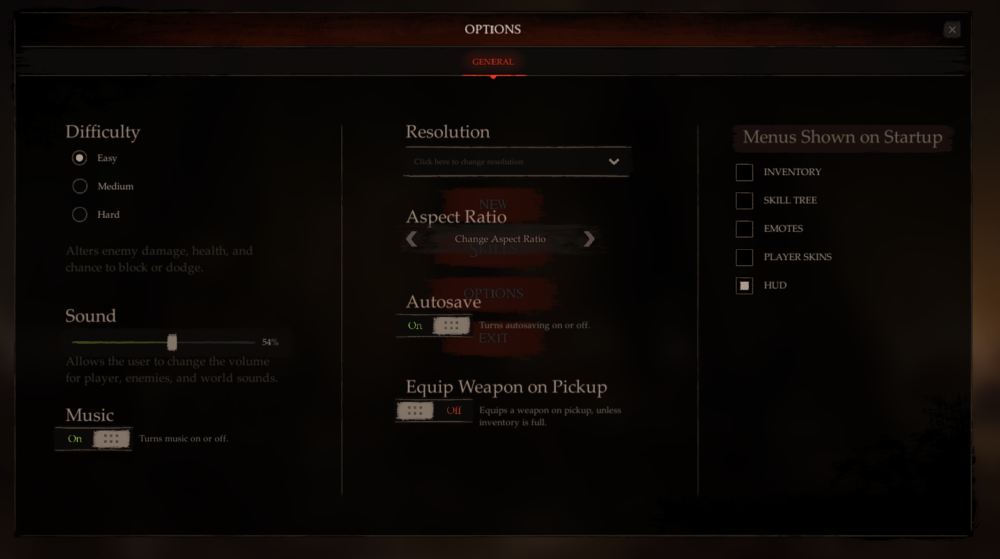 OPTIONS
GENERAL
Difficulty
Easy
Medium
Hard
Alters enemy damage, health, and
chance to block or dodge.
Sound
54%
Allows the user to change the volume
for player, enemies, and world sounds.
Music
On
Turns music on or off.
Resolution
Click here to change resolution
NEW
Aspect Ratio
Change Aspect Ratio
SKILLS
OPTIONS
Autosave
On
Turns autosaving on or off.
EXIT
Equip Weapon on Pickup
Off
Equips a weapon on pickup, unless
inventory is full.
Menus Shown on Startup
INVENTORY
SKILL TREE
EMOTES
PLAYER SKINS
HUD